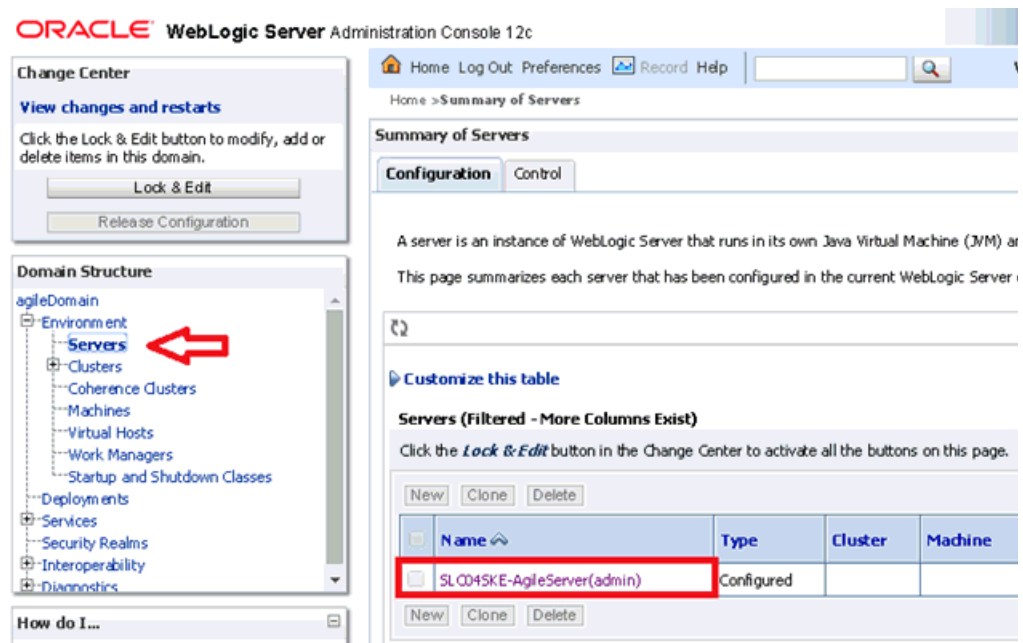 ORACLE WebLogic Server Administration Console 12c
Change Center
View changes and restarts
Click the Lock & Edit button to modify, add or
delete items in this domain.
Lock & Edit
Release Configuration
Domain Structure
agileDomain
Environment
Servers
Clusters
Coherence Clusters
Machines
Virtual Hosts
Work Managers
Startup and Shutdown Classes
Deployments
Services
Security Realms
Interoperability
Diagnostics
How do I...
Home Log Out Preferences Record Help
Home >Summary of Servers
Summary of Servers
Configuration Control
A server is an instance of WebLogic Server that runs in its own Java Virtual Machine (JVM)
This page summarizes each server that has been configured in the current WebLogic Server
Customize this table
Servers (Filtered - More Columns Exist)
Click the Lock & Edit button in the Change Center to activate all the buttons on this page.
New Clone Delete
Name Type Cluster Machine
SLC04SKE-AgileServer(admin) Configured
New Clone Delete